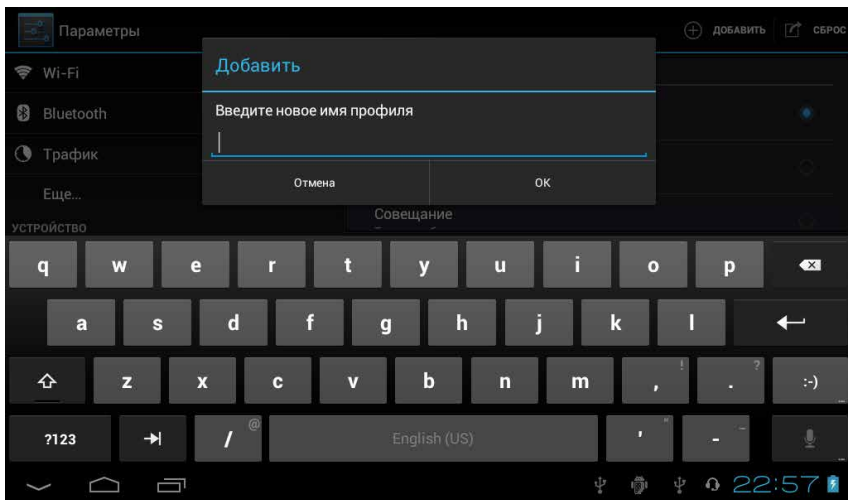 Параметры
ДОБАВИТЬ
СБРОС
Wi-Fi
Bluetooth
Трафик
Еще...
УСТРОЙСТВО
Добавить
Введите новое имя профиля
Отмена
ОК
Совещание
q w e r t y u i o p
a s d f g h j k l
z x c v b n m , ! . ? :-)
?123 / @ English (US) ' " - _
22:57